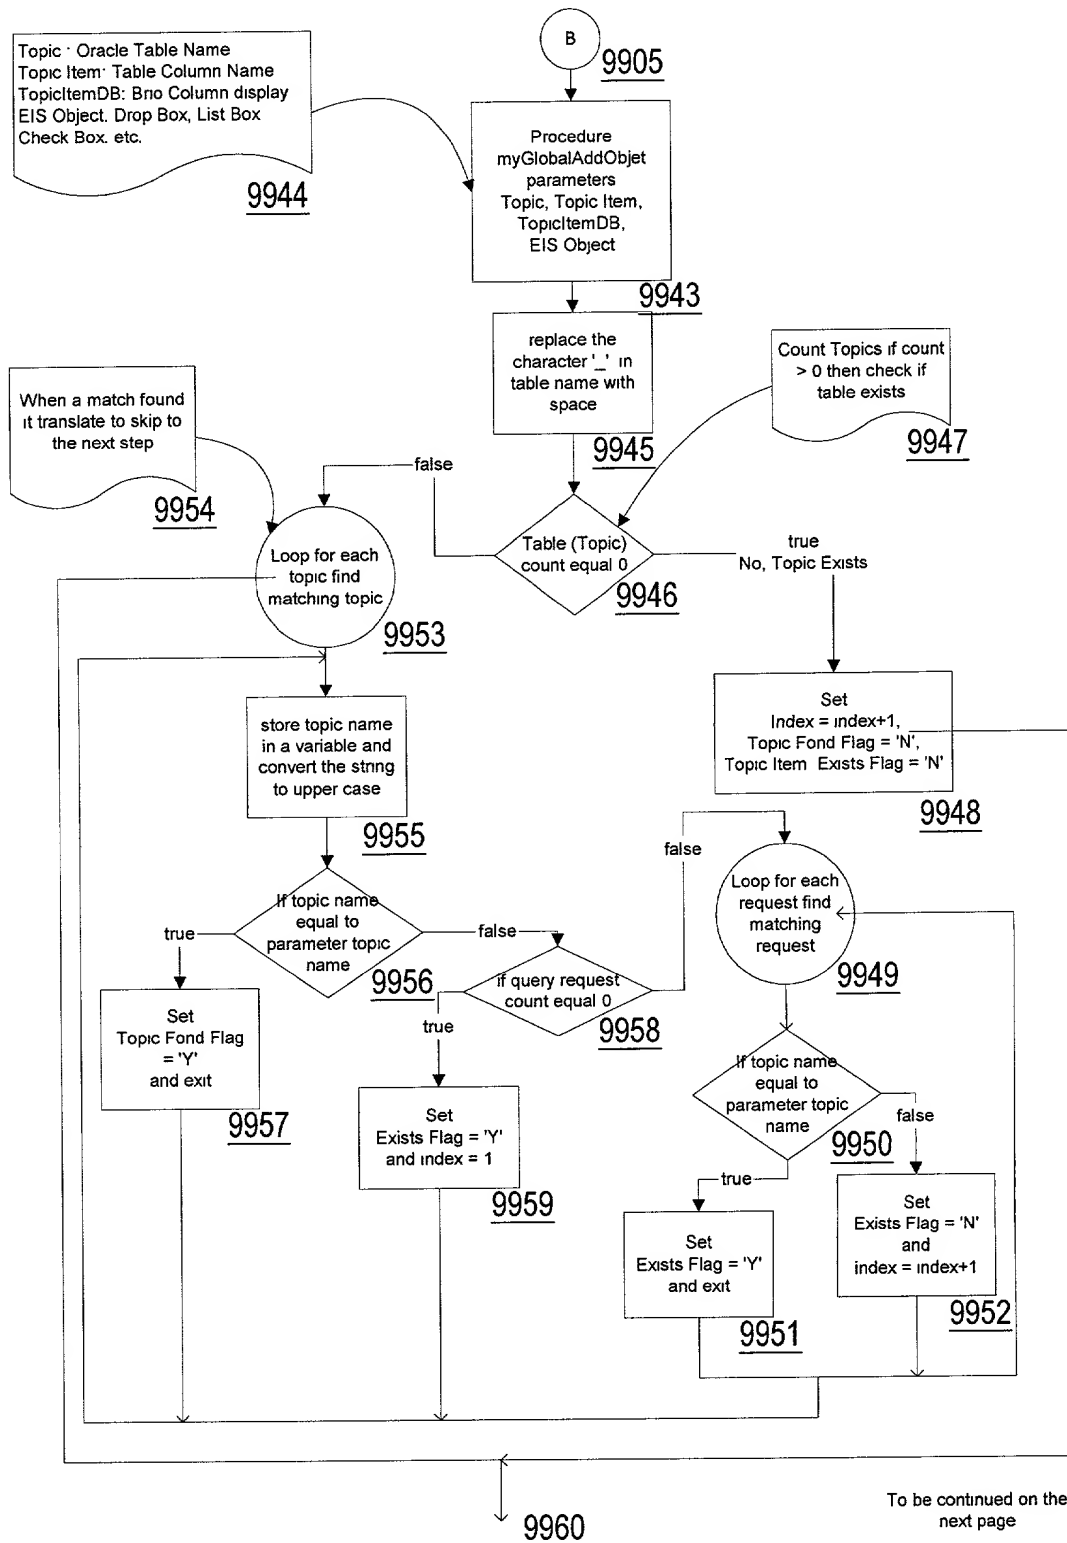 B
9905
Topic · Oracle Table Name
Topic Item· Table Column Name
TopicItemDB: Brio Column display
EIS Object. Drop Box, List Box
Check Box. etc.
9944
Procedure
myGlobalAddObjet
parameters
Topic, Topic Item,
TopicItemDB,
EIS Object
9943
replace the
character '_' in
table name with
space
9945
Count Topics if count
> 0 then check if
table exists
9947
When a match found
it translate to skip to
the next step
9954
false
Table (Topic)
count equal 0
9946
true
No, Topic Exists
Loop for each
topic find
matching topic
9953
Set
Index = index+1,
Topic Fond Flag = 'N',
Topic Item Exists Flag = 'N'
9948
store topic name
in a variable and
convert the string
to upper case
9955
false
Loop for each
request find
matching
request
9949
If topic name
equal to
parameter topic
name
9956
true
false
if query request
count equal 0
9958
true
Set
Topic Fond Flag
= 'Y'
and exit
9957
Set
Exists Flag = 'Y'
and index = 1
9959
If topic name
equal to
parameter topic
name
9950
false
true
Set
Exists Flag = 'Y'
and exit
9951
Set
Exists Flag = 'N'
and
index = index+1
9952
9960
To be continued on the
next page